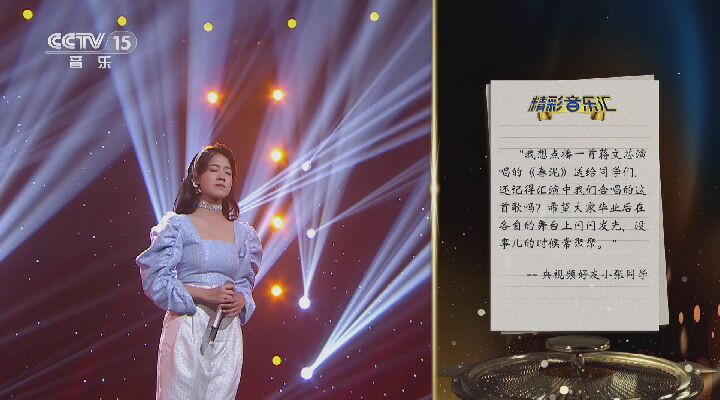 CCTV 15
音乐
精彩音乐汇
"我想点播一首蒋文总演
唱的《春泥》送给同学们,
还记得汇演中我们合唱的这
首歌吗？希望大家毕业后在
各自的舞台上闪闪发光，没
事儿的时候常聚聚。"
--央视频好友小张同学